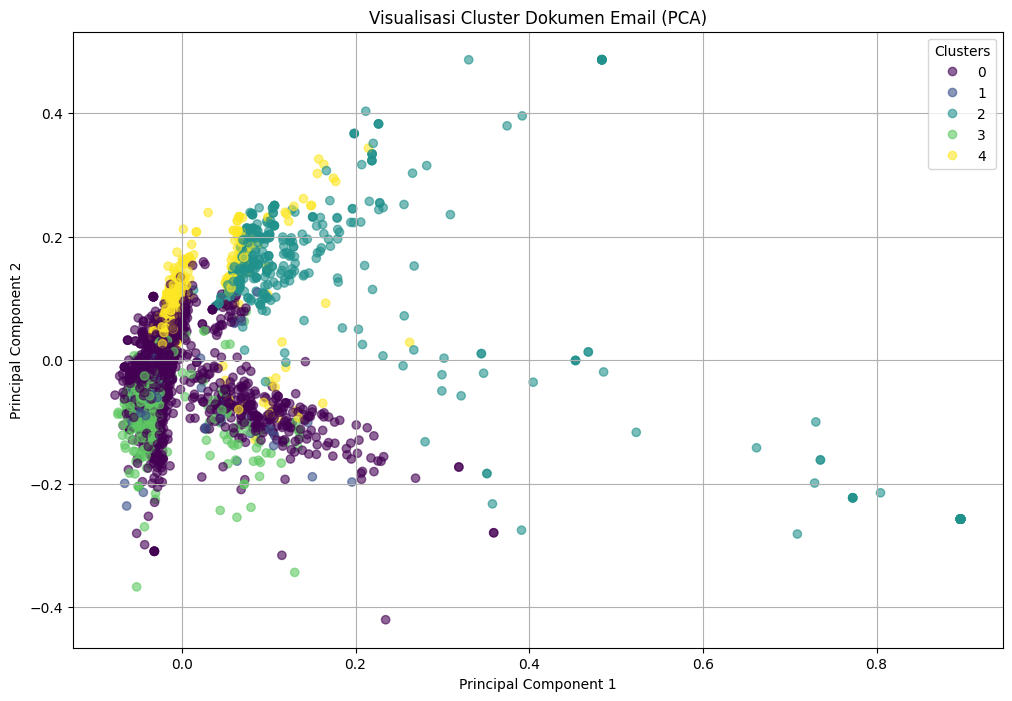 Visualisasi Cluster Dokumen Email (PCA)
Clusters
0
1
2
3
4
0.4
0.2
0.0
−0.2
−0.4
Principal Component 2
0.0 0.2 0.4 0.6 0.8
Principal Component 1